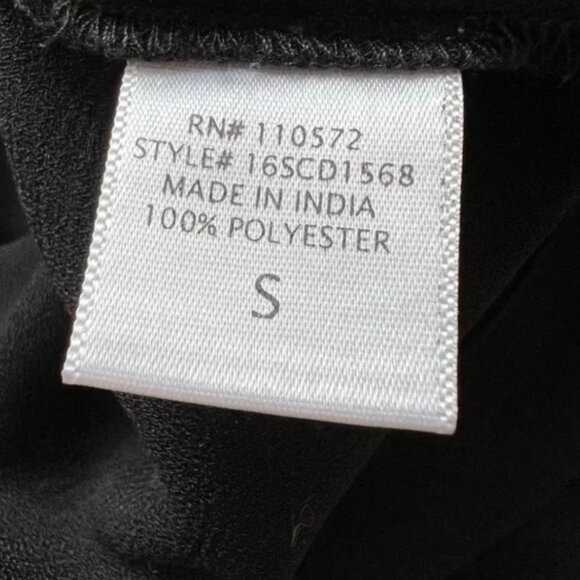 RN# 110572
STYLE# 16SCD1568
MADE IN INDIA
100% POLYESTER
S